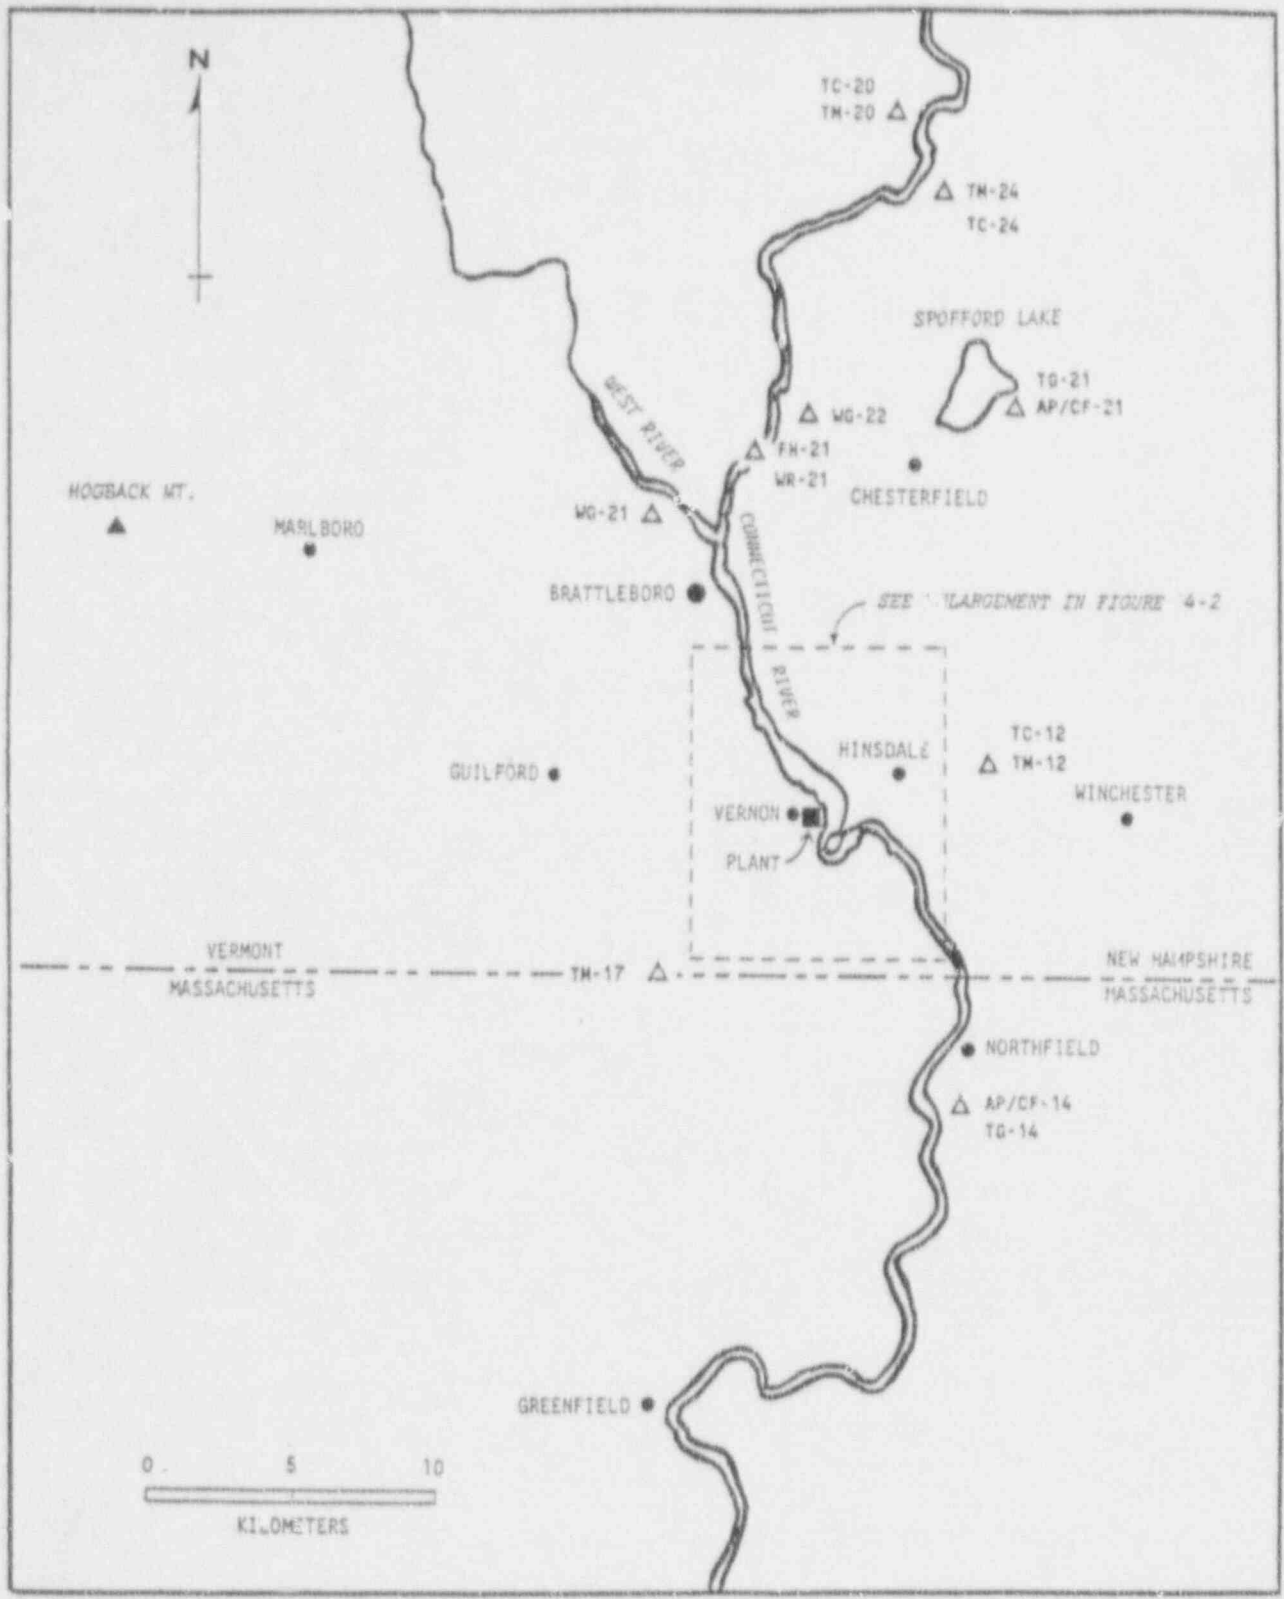 N
TC-20
TM-20
TM-24
TC-24
SPOFFORD LAKE
TG-21
AP/CF-21
WEST RIVER
WG-22
FH-21
WR-21
CHESTERFIELD
HOGBACK MT.
MARLBORO
WG-21
CONNECTICUT RIVER
BRATTLEBORO
SEE IN FIGURE 4-2
TC-12
TM-12
HINSDALE
GUILFORD
WINCHESTER
VERNON
PLANT
VERMONT
MASSACHUSETTS
TM-17
NEW HAMPSHIRE
MASSACHUSETTS
NORTHFIELD
AP/CF-14
TG-14
GREENFIELD
0 5 10
KILOMETERS